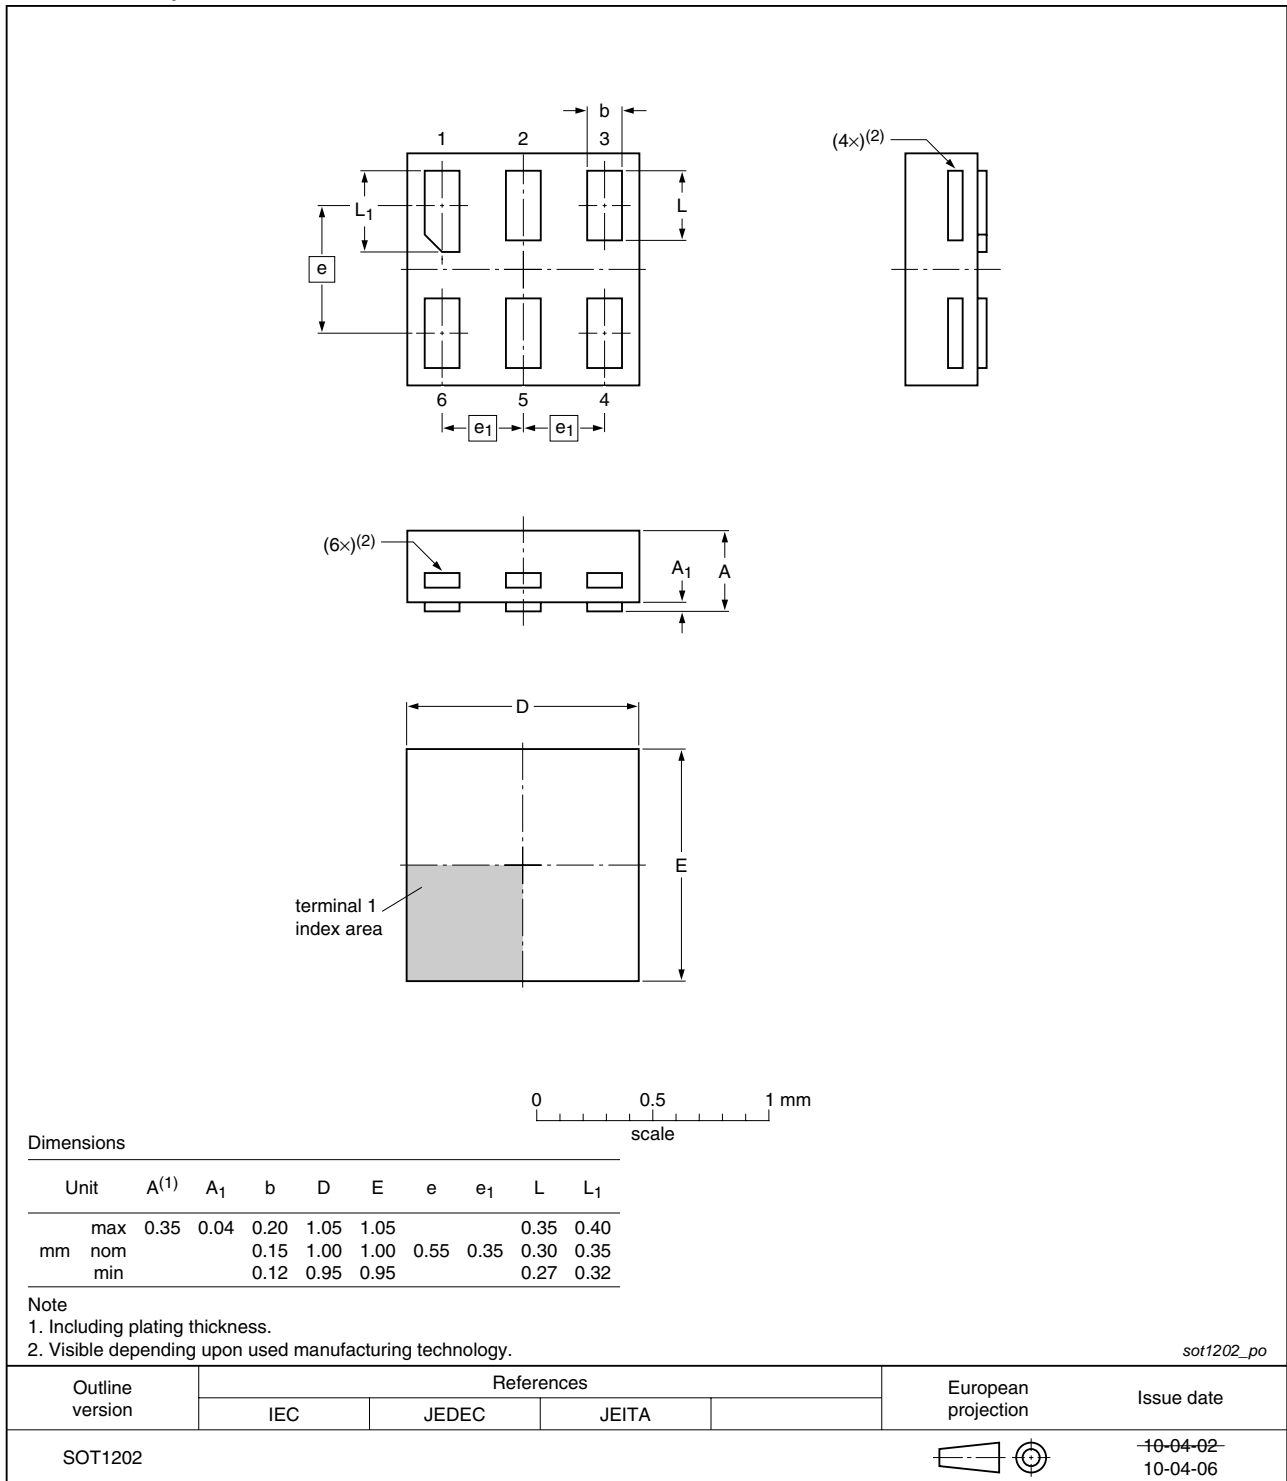 b
1 2 3
(4×)(2)
L1
L
e
6 5 4
e1 e1
(6×)(2)
A1 A
D
E
terminal 1
index area
0 0.5 1 mm
scale
Dimensions
Unit A(1) A1 b D E e e1 L L1
max 0.35 0.04 0.20 1.05 1.05 0.35 0.40
mm nom 0.15 1.00 1.00 0.55 0.35 0.30 0.35
min 0.12 0.95 0.95 0.27 0.32
Note
1. Including plating thickness.
2. Visible depending upon used manufacturing technology.
sot1202_po
Outline version
References
IEC JEDEC JEITA
European projection
Issue date
SOT1202
10-04-02
10-04-06